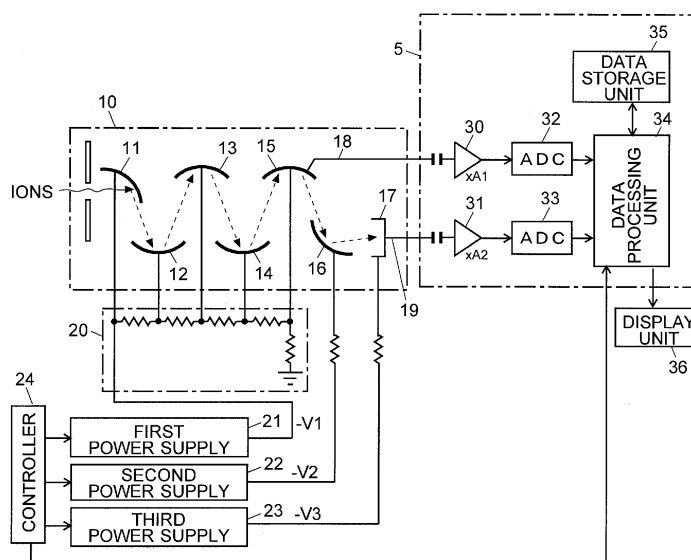 5
35
DATA
STORAGE
UNIT
10
11
13
15
18
30
32
34
xA1
ADC
DATA
PROCESSING
UNIT
IONS
17
31
33
xA2
ADC
12
14
16
19
20
DISPLAY
UNIT
36
24
CONTROLLER
FIRST
POWER SUPPLY
21
-V1
SECOND
POWER SUPPLY
22
-V2
THIRD
POWER SUPPLY
23
-V3